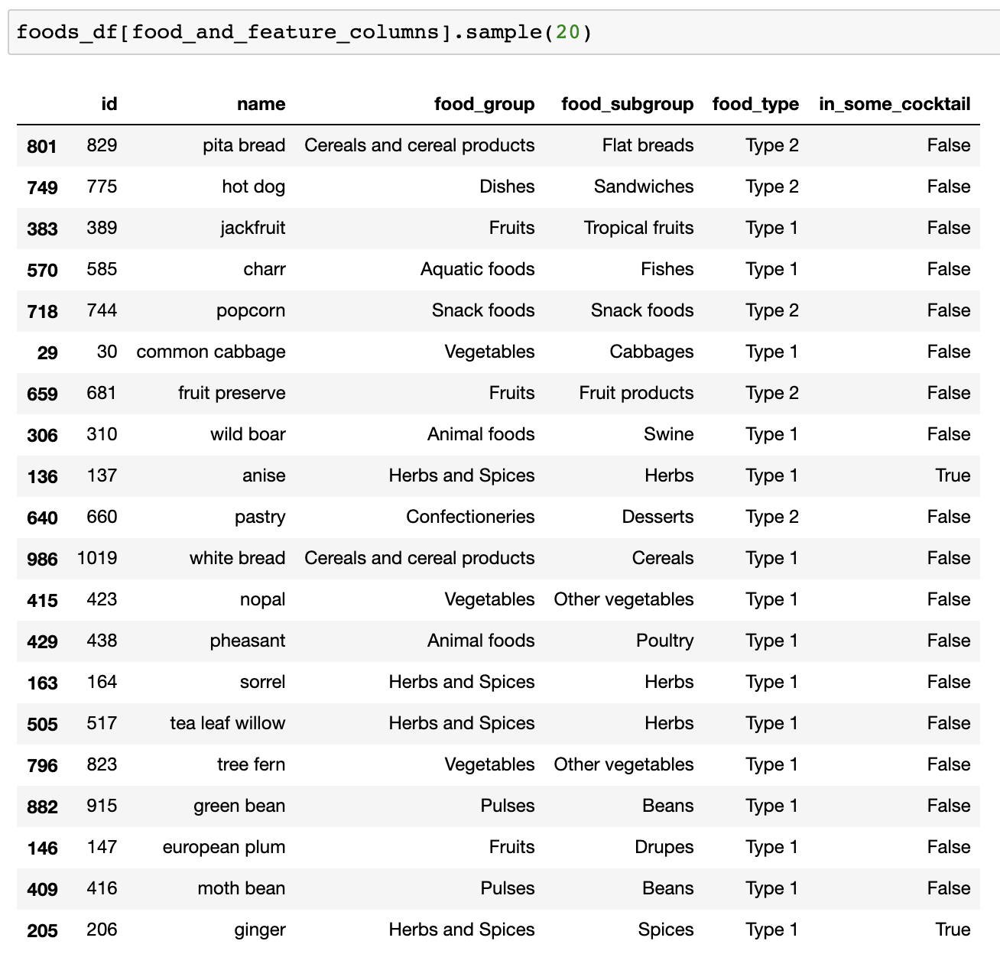 foods_df[food_and_feature_columns].sample(20)
id name food_group food_subgroup food_type in_some_cocktail
801 829 pita bread Cereals and cereal products Flat breads Type 2 False
749 775 hot dog Dishes Sandwiches Type 2 False
383 389 jackfruit Fruits Tropical fruits Type 1 False
570 585 charr Aquatic foods Fishes Type 1 False
718 744 popcorn Snack foods Snack foods Type 2 False
29 30 common cabbage Vegetables Cabbages Type 1 False
659 681 fruit preserve Fruits Fruit products Type 2 False
306 310 wild boar Animal foods Swine Type 1 False
136 137 anise Herbs and Spices Herbs Type 1 True
640 660 pastry Confectioneries Desserts Type 2 False
986 1019 white bread Cereals and cereal products Cereals Type 1 False
415 423 nopal Vegetables Other vegetables Type 1 False
429 438 pheasant Animal foods Poultry Type 1 False
163 164 sorrel Herbs and Spices Herbs Type 1 False
505 517 tea leaf willow Herbs and Spices Herbs Type 1 False
796 823 tree fern Vegetables Other vegetables Type 1 False
882 915 green bean Pulses Beans Type 1 False
146 147 european plum Fruits Drupes Type 1 False
409 416 moth bean Pulses Beans Type 1 False
205 206 ginger Herbs and Spices Spices Type 1 True